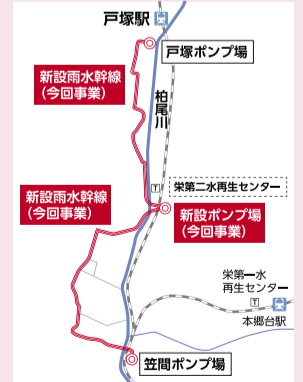 戸塚駅
戸塚ポンプ場
新設雨水幹線
(今回事業)
柏尾川
T
栄第二水再生センター
新設雨水幹線
(今回事業)
新設ポンプ場
(今回事業)
栄第一水
再生センター
T
本郷台駅
笠間ポンプ場